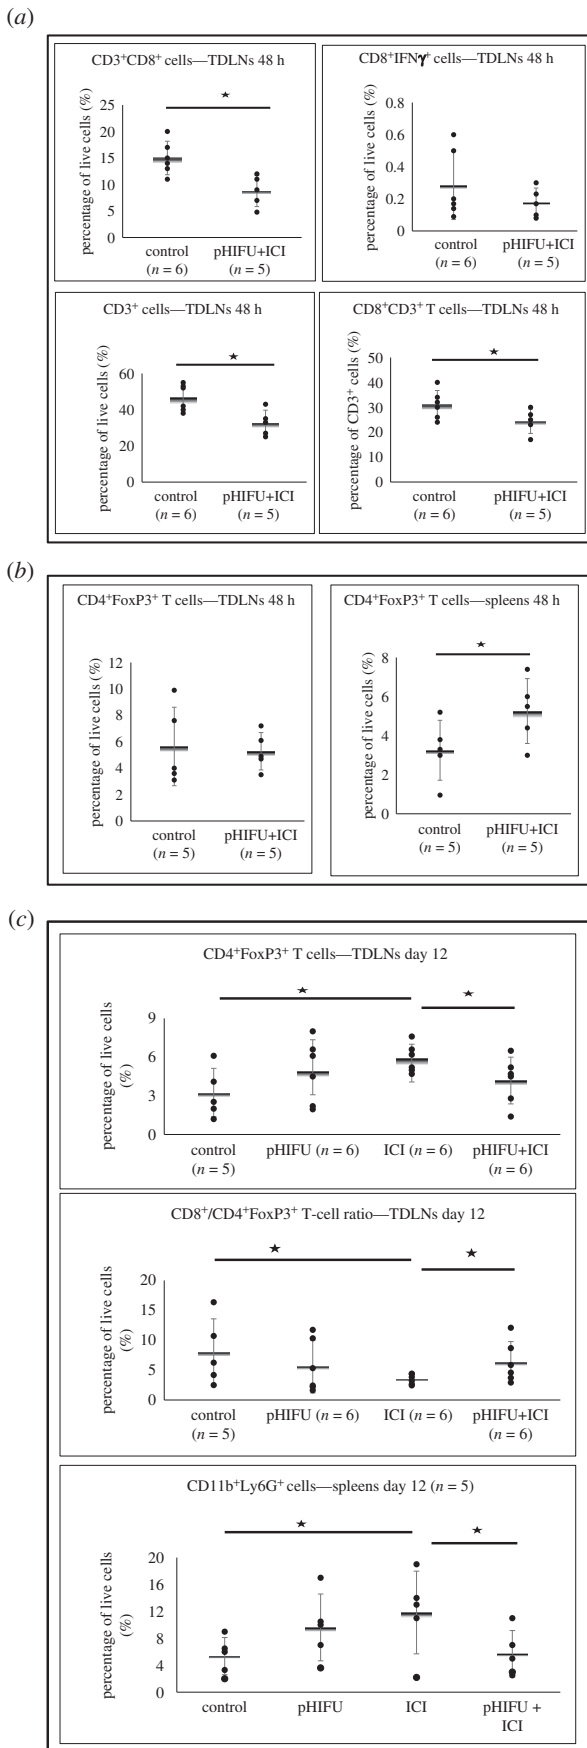 (a)
CD3⁺CD8⁺ cells—TDLNs 48 h
percentage of live cells (%)
25
20
15
10
5
0
★
control
(n = 6)
pHIFU+ICI
(n = 5)
CD8⁺IFNγ⁺ cells—TDLNs 48 h
percentage of live cells (%)
0.8
0.6
0.4
0.2
0
control
(n = 6)
pHIFU+ICI
(n = 5)
CD3⁺ cells—TDLNs 48 h
percentage of live cells (%)
60
40
20
0
★
control
(n = 6)
pHIFU+ICI
(n = 5)
CD8⁺CD3⁺ T cells—TDLNs 48 h
percentage of CD3⁺ cells (%)
50
40
30
20
10
0
★
control
(n = 6)
pHIFU+ICI
(n = 5)
(b)
CD4⁺FoxP3⁺ T cells—TDLNs 48 h
percentage of live cells (%)
12
10
8
6
4
2
0
control
(n = 5)
pHIFU+ICI
(n = 5)
CD4⁺FoxP3⁺ T cells—spleens 48 h
percentage of live cells (%)
8
6
4
2
0
★
control
(n = 5)
pHIFU+ICI
(n = 5)
(c)
CD4⁺FoxP3⁺ T cells—TDLNs day 12
percentage of live cells
(%)
9
6
3
0
★
★
control
(n = 5)
pHIFU (n = 6)
ICI (n = 6)
pHIFU+ICI
(n = 6)
CD8⁺/CD4⁺FoxP3⁺ T-cell ratio—TDLNs day 12
percentage of live cells
(%)
20
15
10
5
0
★
★
control
(n = 5)
pHIFU (n = 6)
ICI (n = 6)
pHIFU+ICI
(n = 6)
CD11b⁺Ly6G⁺ cells—spleens day 12 (n = 5)
percentage of live cells
(%)
20
16
12
8
4
0
★
★
control
pHIFU
ICI
pHIFU +
ICI